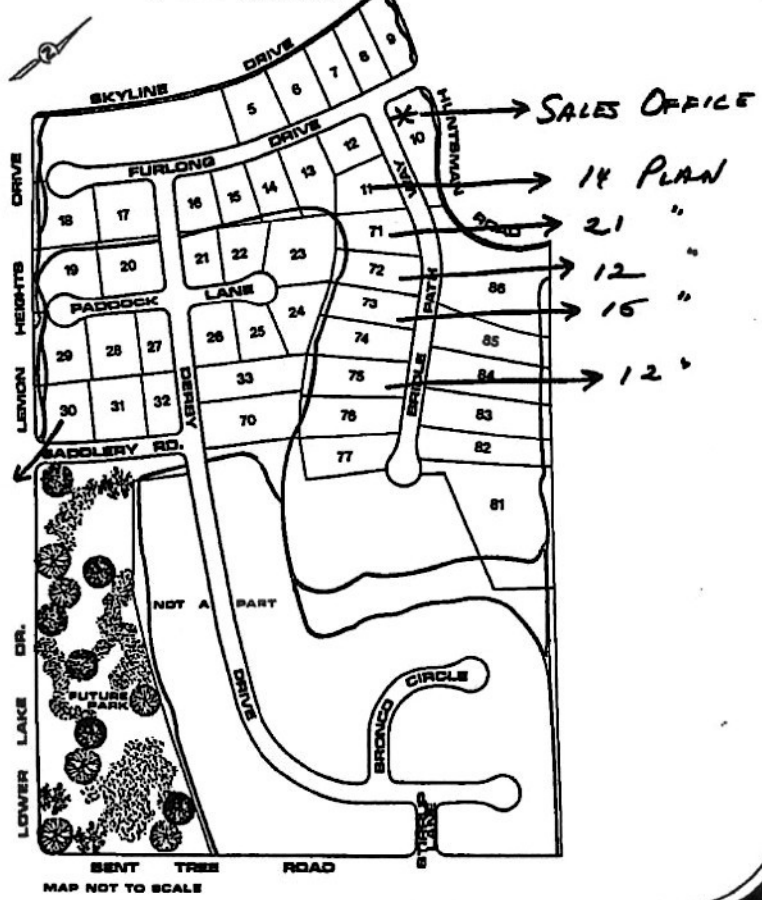 2
SKYLINE DRIVE
5 6 7 8 9
FURLONG DRIVE
HUNTSMAN ROAD
10
SALES OFFICE
LEMON HEIGHTS DRIVE
18 17 16 15 14 13 12
11
14 PLAN
71
21 "
19 20 21 22 23
72
12 "
PADDOCK LANE
BRIDLE PATH WAY
86
73
16 "
29 28 27 26 25 24
74
85
33
75
84
12 "
30 31 32
DERBY DRIVE
70
76
83
SADDLERY RD.
77
82
81
NOT A PART
LOWER LAKE DR.
FUTURE
PARK
BRONCO CIRCLE
STIRRUP LANE
BENT TREE ROAD
MAP NOT TO SCALE